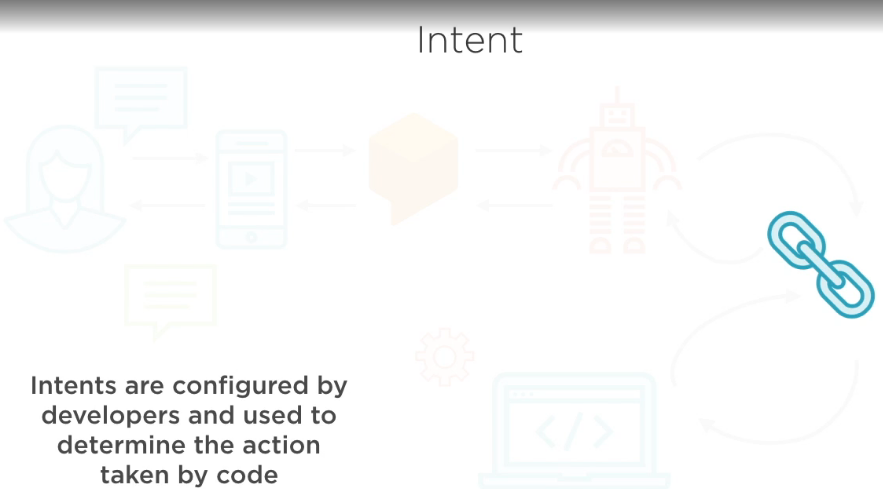 Intent
Intents are configured by
developers and used to
determine the action
taken by code